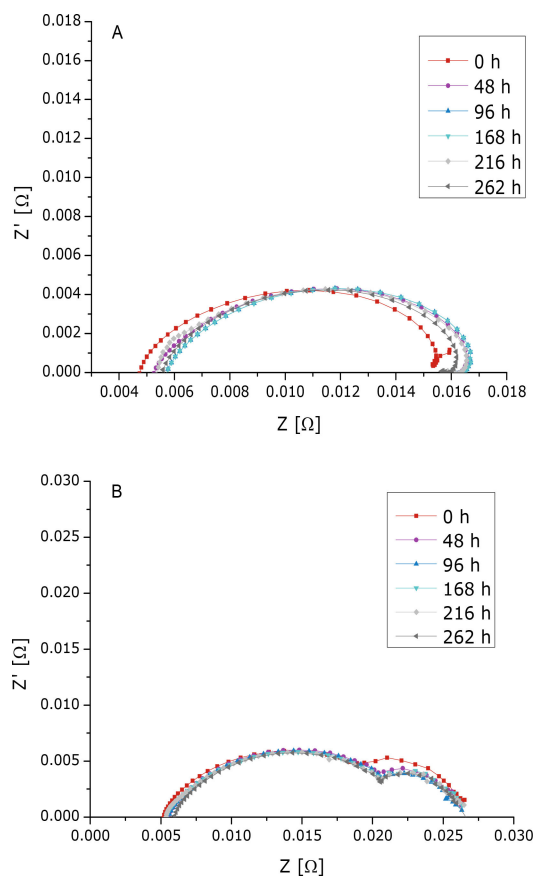 A
0.018
0.016
0.014
0.012
0.010
0.008
0.006
0.004
0.002
0.000
Z' [Ω]
0 h
48 h
96 h
168 h
216 h
262 h
0.004 0.006 0.008 0.010 0.012 0.014 0.016 0.018
Z [Ω]
B
0.030
0.025
0.020
0.015
0.010
0.005
0.000
Z' [Ω]
0 h
48 h
96 h
168 h
216 h
262 h
0.000 0.005 0.010 0.015 0.020 0.025 0.030
Z [Ω]